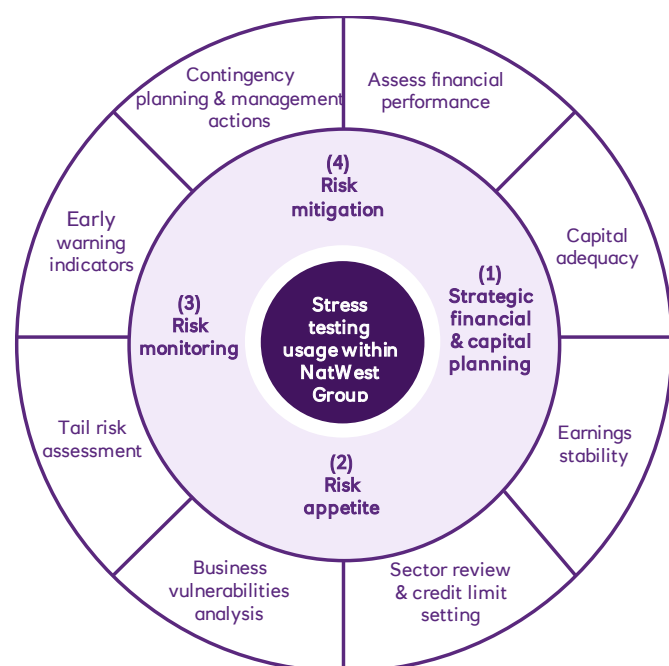 Contingency
planning & management
actions
Assess financial
performance
Early
warning
indicators
Capital
adequacy
(4)
Risk
mitigation
(1)
Strategic
financial
& capital
planning
(3)
Risk
monitoring
Stress
testing
usage within
NatWest
Group
(2)
Risk
appetite
Tail risk
assessment
Earnings
stability
Business
vulnerabilities
analysis
Sector review
& credit limit
setting